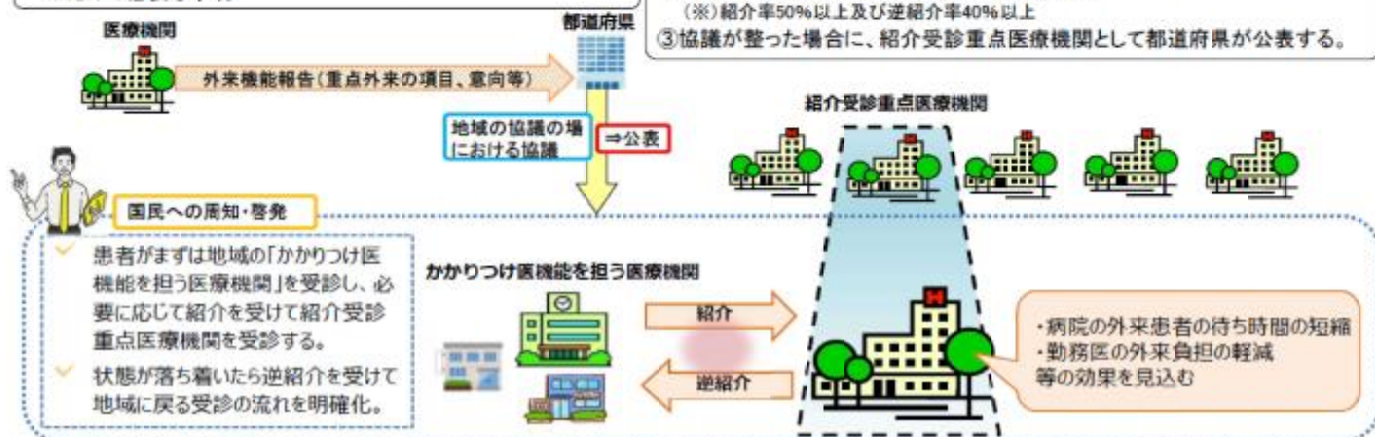 (※)紹介率50%以上及び逆紹介率40%以上
③協議が整った場合に、紹介受診重点医療機関として都道府県が公表する。
医療機関
都道府県
外来機能報告(重点外来の項目、意向等)
地域の協議の場
における協議
⇒公表
紹介受診重点医療機関
国民への周知・啓発
患者がまずは地域の「かかりつけ医
機能を担う医療機関」を受診し、必
要に応じて紹介を受けて紹介受診
重点医療機関を受診する。
状態が落ち着いたら逆紹介を受けて
地域に戻る受診の流れを明確化。
かかりつけ医機能を担う医療機関
紹介
逆紹介
・病院の外来患者の待ち時間の短縮
・勤務医の外来負担の軽減
等の効果を見込む